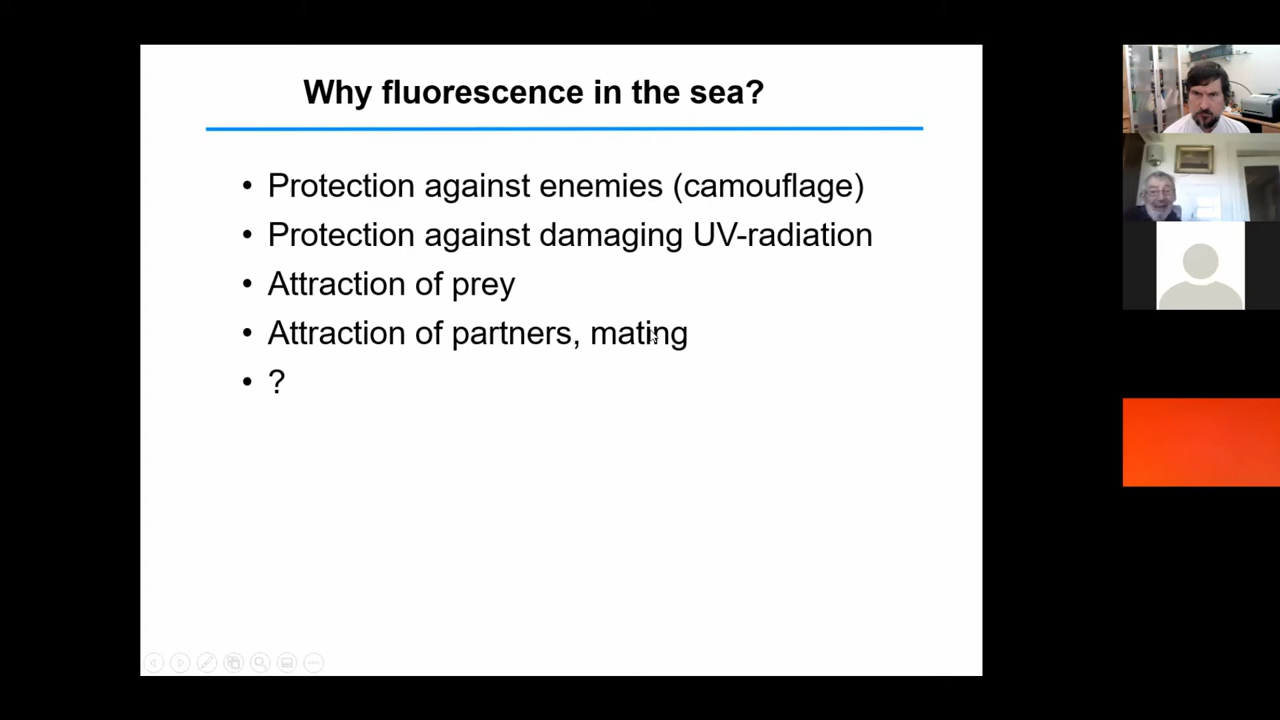 Why fluorescence in the sea?
• Protection against enemies (camouflage)
• Protection against damaging UV-radiation
• Attraction of prey
• Attraction of partners, mating
• ?